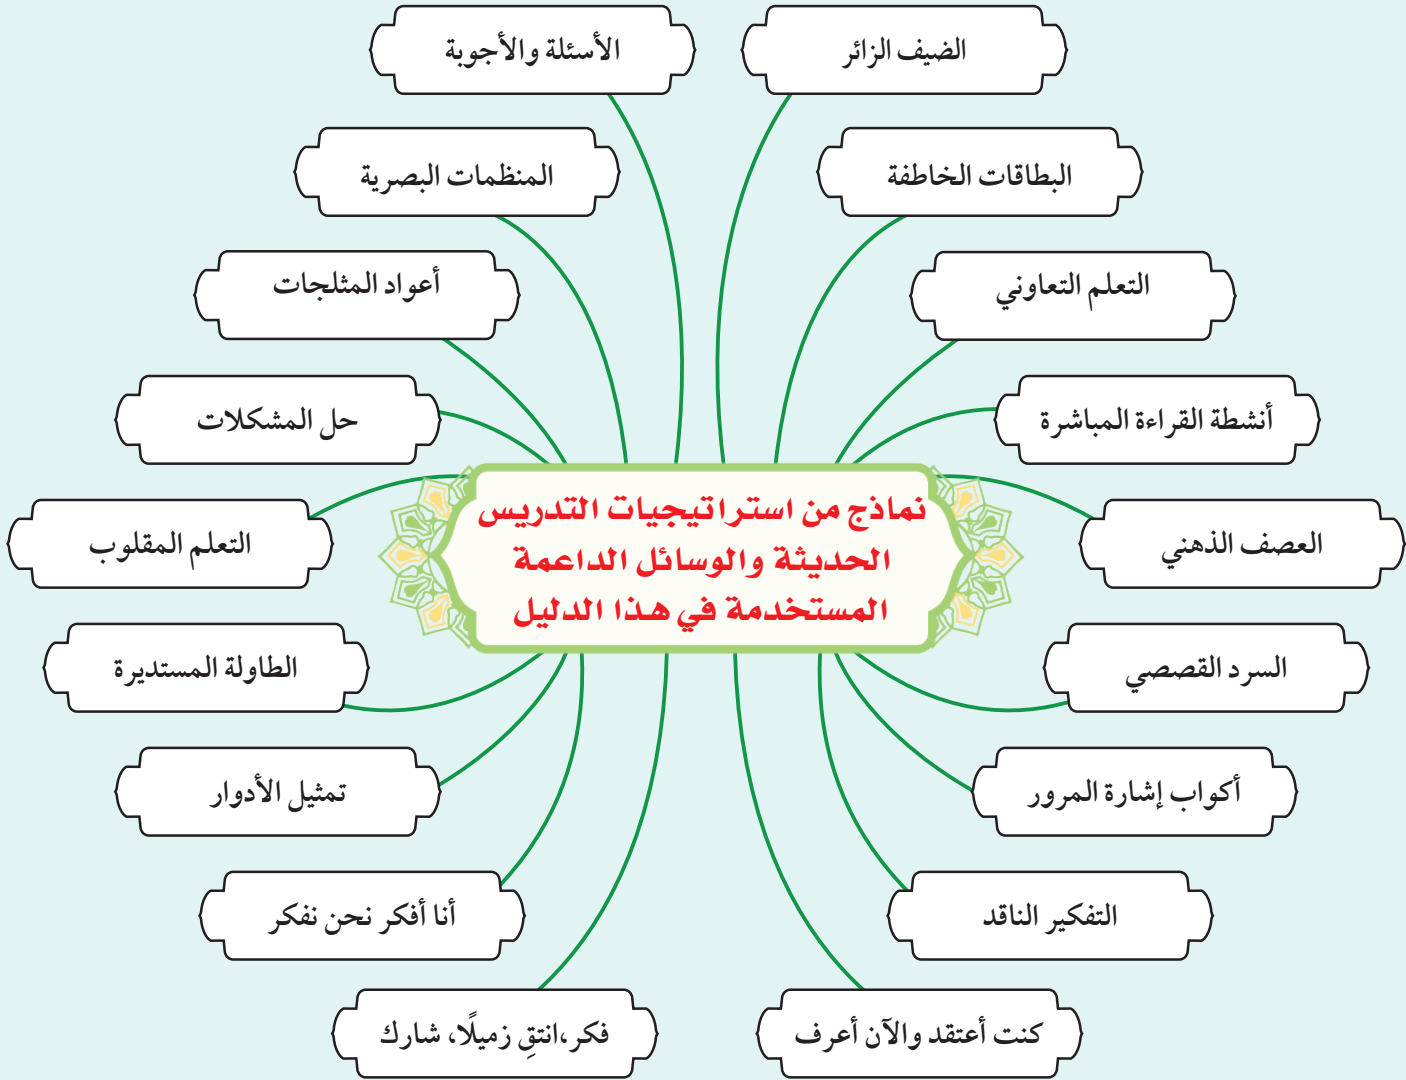 الضيف الزائر
الأسئلة والأجوبة
البطاقات الخاطفة
المنظمات البصرية
التعلم التعاوني
أعواد المثلجات
أنشطة القراءة المباشرة
حل المشكلات
نماذج من استراتيجيات التدريس
الحديثة والوسائل الداعمة
المستخدمة في هذا الدليل
العصف الذهني
التعلم المقلوب
السرد القصصي
الطاولة المستديرة
أكواب إشارة المرور
تمثيل الأدوار
التفكير الناقد
أنا أفكر نحن نفكر
كنت أعتقد والآن أعرف
فكر،انتقِ زميلًا، شارك